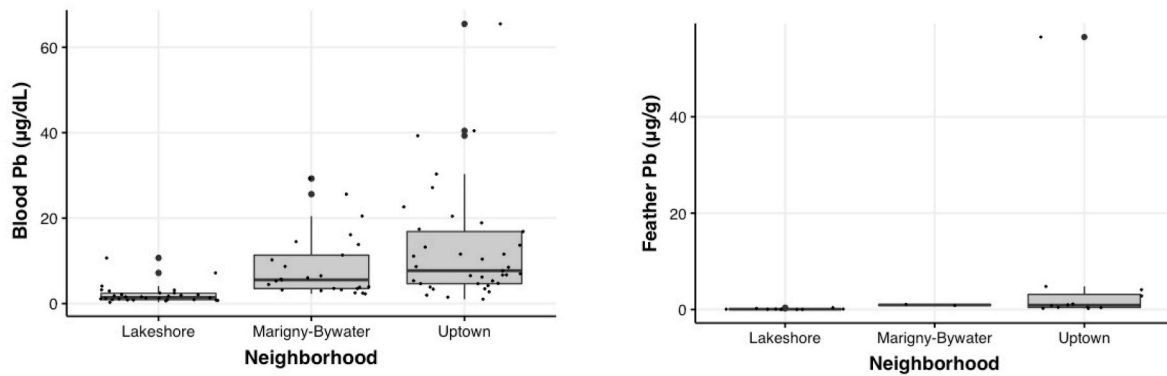 Blood Pb (µg/dL)
60
40
20
0
Lakeshore
Marigny-Bywater
Uptown
Neighborhood
Feather Pb (µg/g)
40
20
0
Lakeshore
Marigny-Bywater
Uptown
Neighborhood